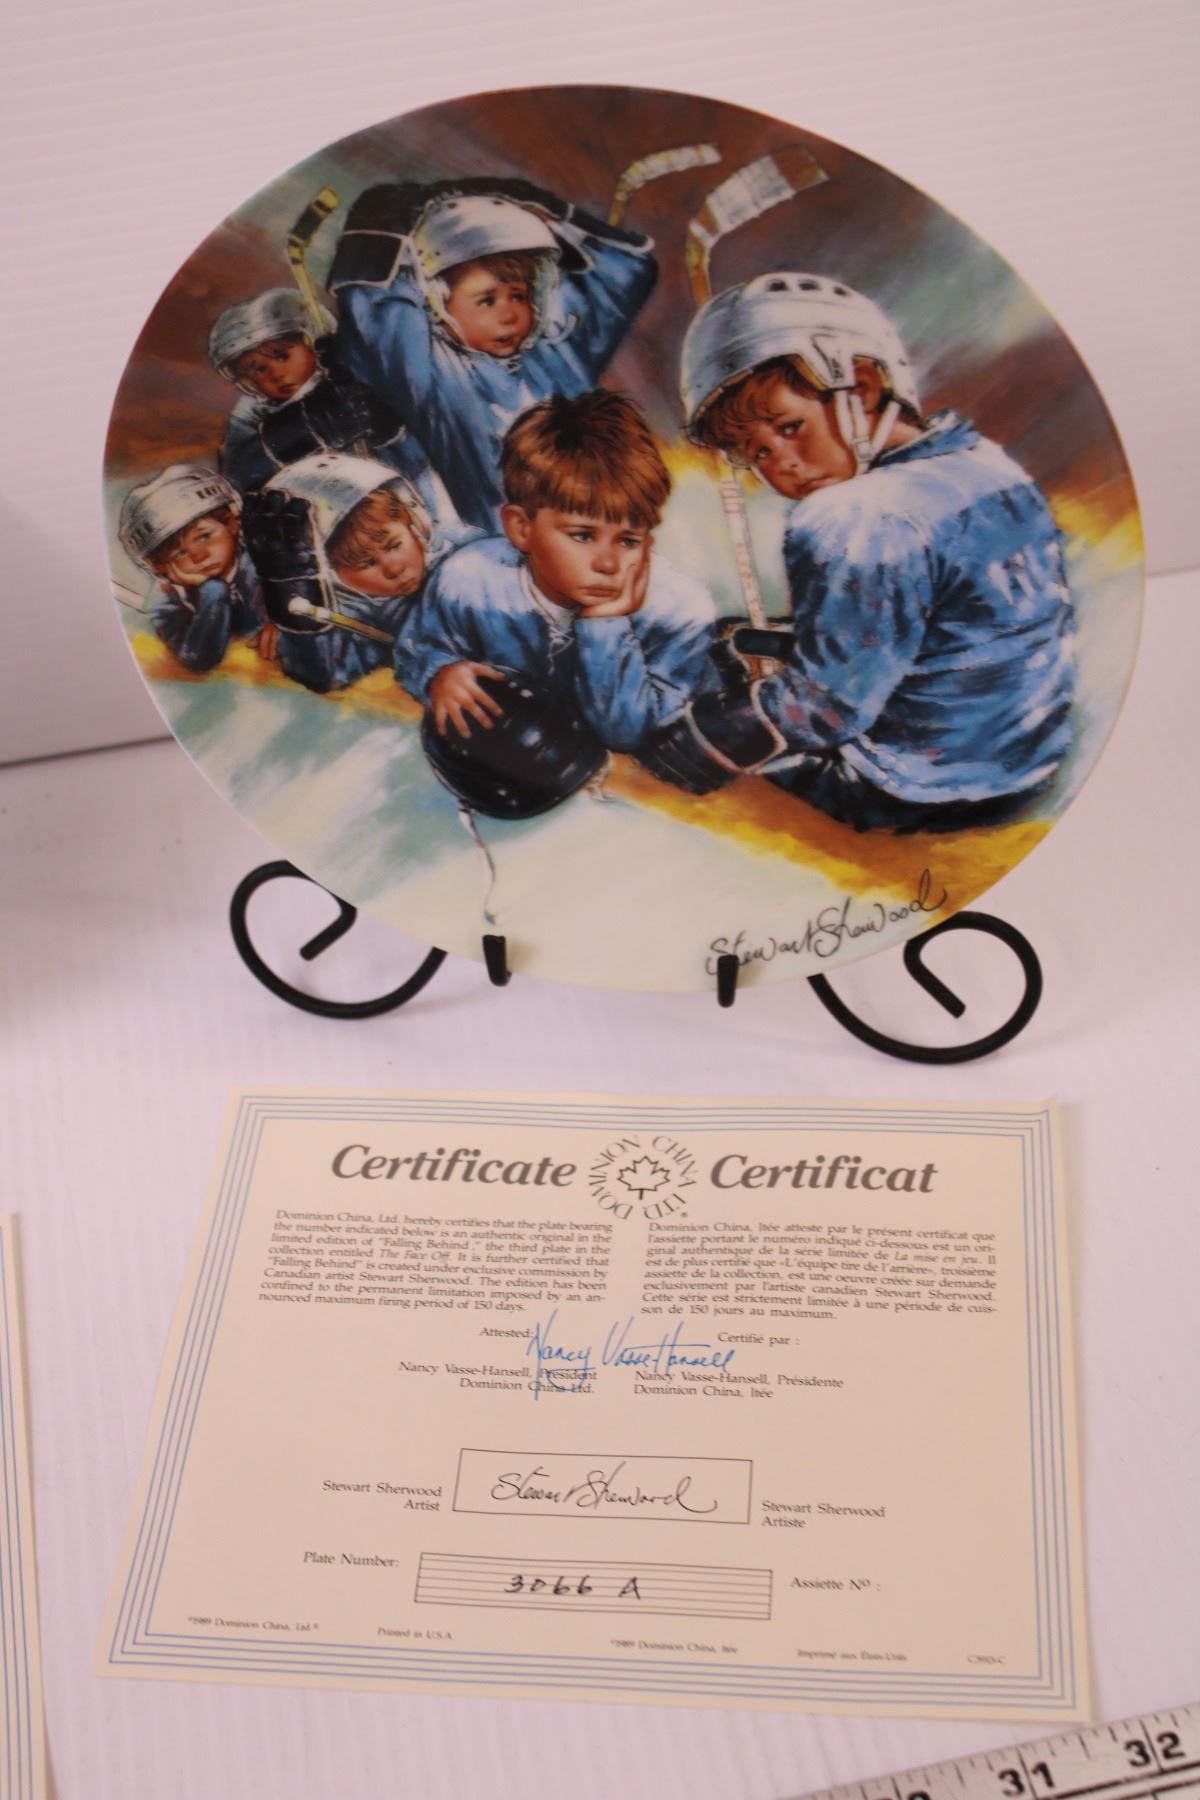 Stewart Sherwood
Certificate
DOMINION CHINA LTD.®
Certificat
Dominion China, Ltd. hereby certifies that the plate bearing
the number indicated below is an authentic original in the
limited edition of "Falling Behind," the third plate in the
collection entitled The Face Off. It is further certified that
"Falling Behind" is created under exclusive commission by
Canadian artist Stewart Sherwood. The edition has been
confined to the permanent limitation imposed by an an-
nounced maximum firing period of 150 days.
Dominion China, ltée atteste par le présent certificat que
l'assiette portant le numéro indiqué ci-dessous est un ori-
ginal authentique de la série limitée de La mise en jeu. Il
est de plus certifié que «L'équipe tire de l'arrière», troisième
assiette de la collection, est une oeuvre créée sur demande
exclusivement par l'artiste canadien Stewart Sherwood.
Cette série est strictement limitée à une période de cuis-
son de 150 jours au maximum.
Attested:
Nancy Vasse-Hansell
Certifié par :
Nancy Vasse-Hansell, President
Dominion China Ltd.
Nancy Vasse-Hansell, Présidente
Dominion China, ltée
Stewart Sherwood
Artist
Stewart Sherwood
Stewart Sherwood
Artiste
Plate Number:
3066 A
Assiette Nº :
©1989 Dominion China, Ltd.®
Printed in U.S.A.
©1989 Dominion China, ltée
Imprimé aux États-Unis
31
32